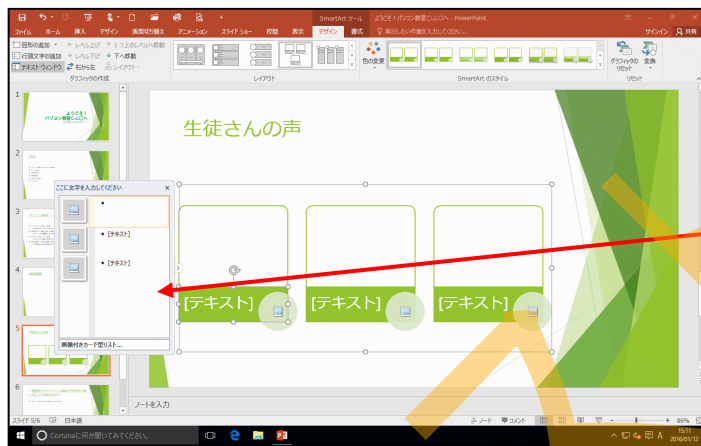 SmartArt ツール
ようこそ！パソコン教室○△□へ - PowerPoint
ファイル ホーム 挿入 デザイン 画面切り替え アニメーション スライド ショー 校閲 表示 デザイン 書式 実行したい作業を入力してください... サインイン 共有
図形の追加 レベル上げ 1 つ上のレベルへ移動
行頭文字の追加 レベル下げ 下へ移動
テキスト ウィンドウ 右から左 レイアウト
色の変更
グラフィックの
リセット
変換
グラフィックの作成 レイアウト SmartArt のスタイル リセット
1
ようこそ！
パソコン教室○△□へ
2
3
4
5
6
ここに文字を入力してください
• [テキスト]
• [テキスト]
画像付きカード型リスト...
生徒さんの声
[テキスト] [テキスト] [テキスト]
ノートを入力
スライド 5/6 日本語 ノート コメント 86%
Cortanaに何か聞いてみてください。
A
15:11
2016/01/12